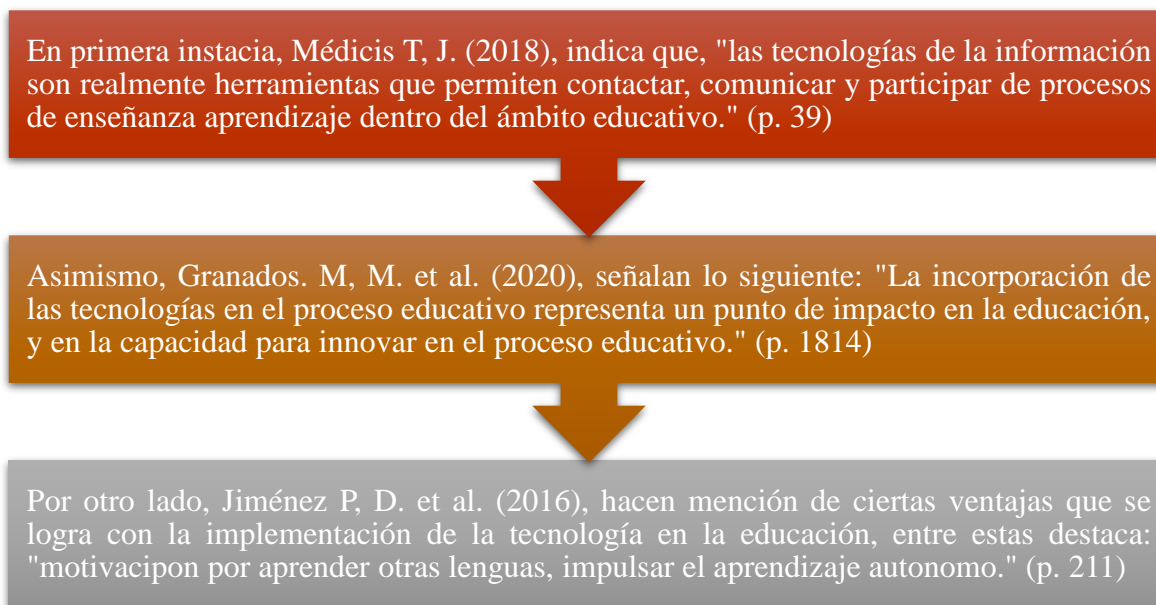 En primera instacia, Médicis T, J. (2018), indica que, "las tecnologías de la información
son realmente herramientas que permiten contactar, comunicar y participar de procesos
de enseñanza aprendizaje dentro del ámbito educativo." (p. 39)
Asimismo, Granados. M, M. et al. (2020), señalan lo siguiente: "La incorporación de
las tecnologías en el proceso educativo representa un punto de impacto en la educación,
y en la capacidad para innovar en el proceso educativo." (p. 1814)
Por otro lado, Jiménez P, D. et al. (2016), hacen mención de ciertas ventajas que se
logra con la implementación de la tecnología en la educación, entre estas destaca:
"motivacipon por aprender otras lenguas, impulsar el aprendizaje autonomo." (p. 211)